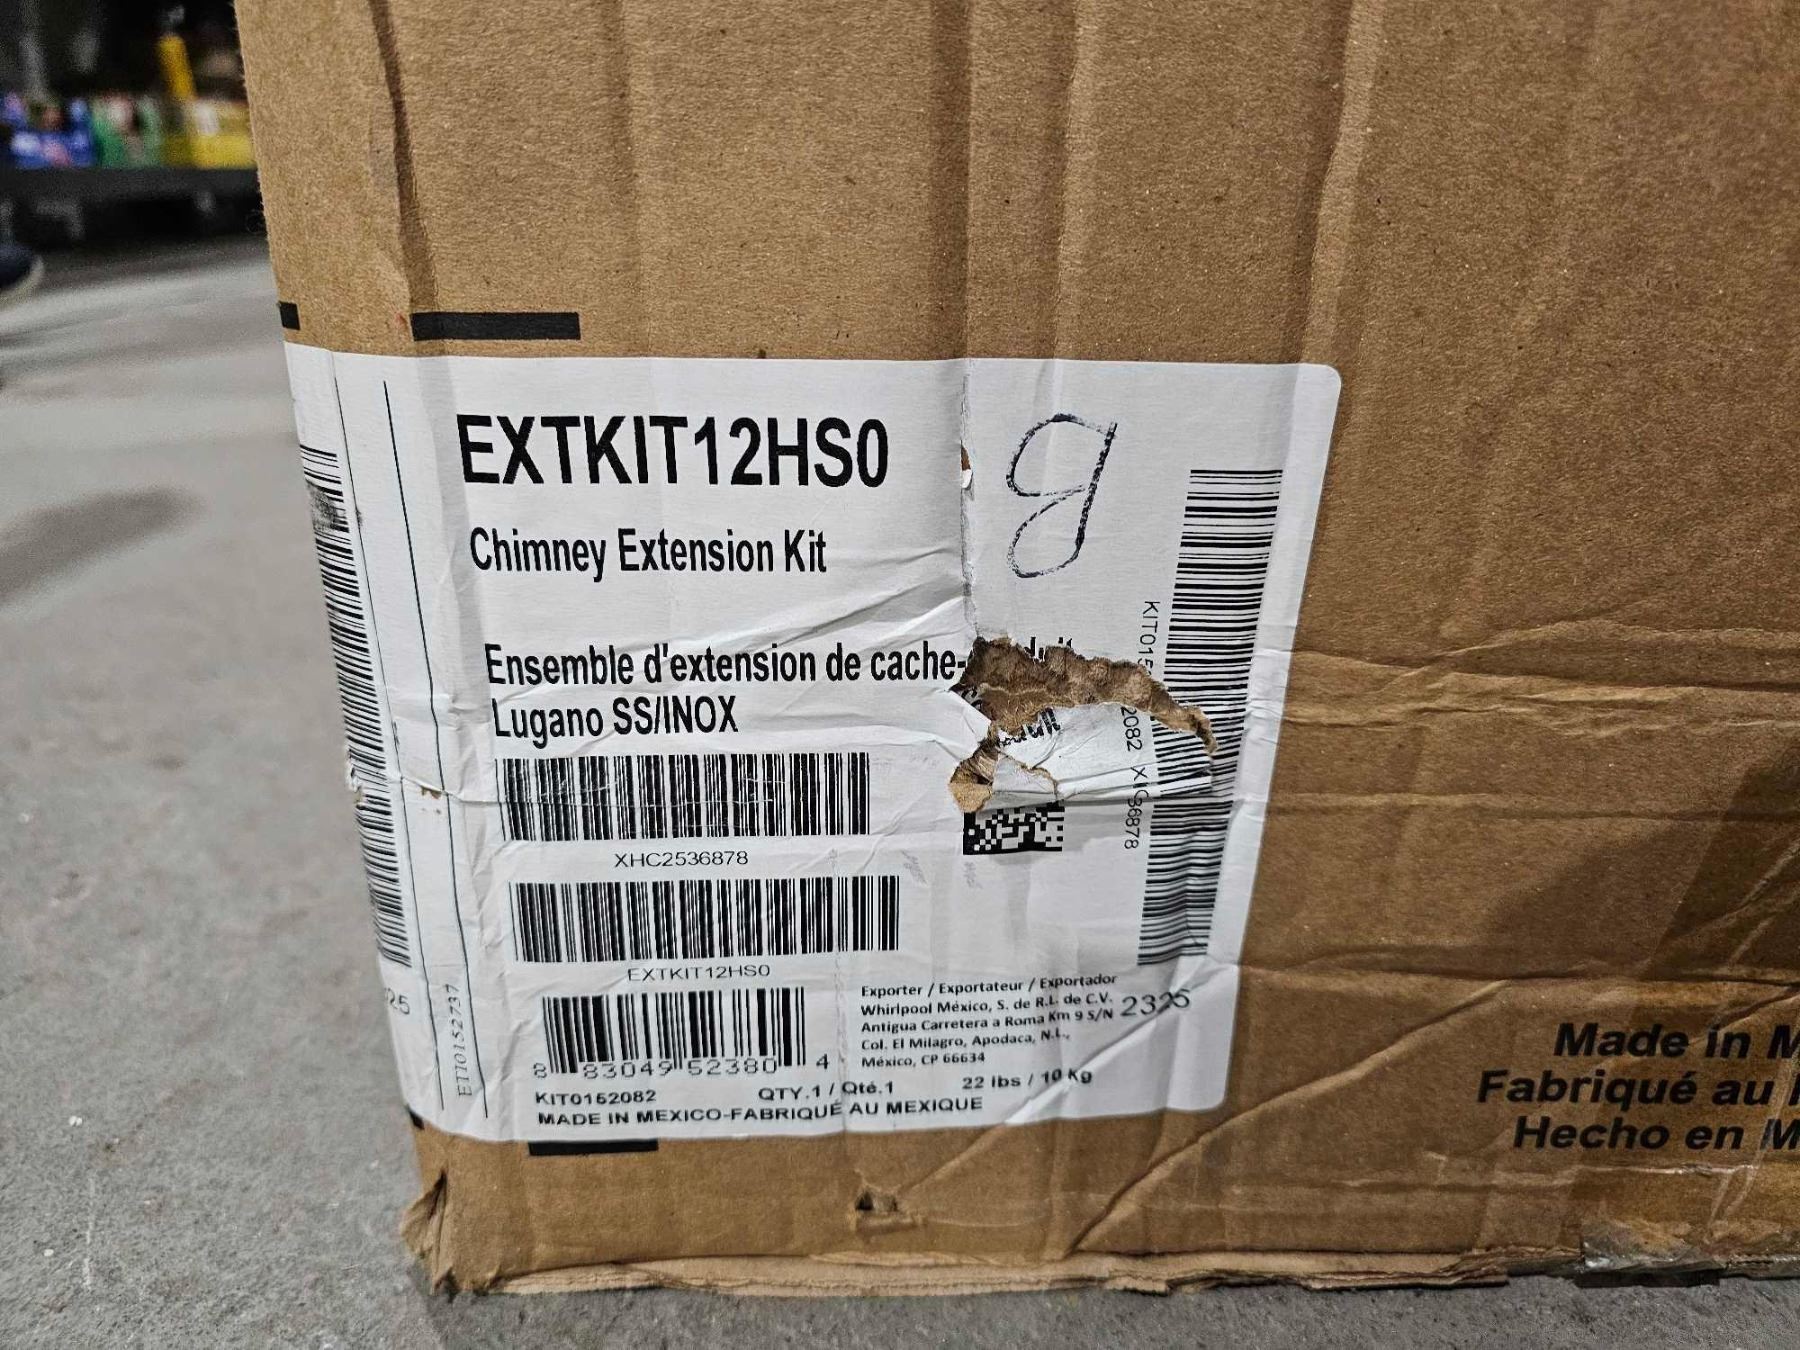 EXTKIT12HS0
Chimney Extension Kit
Ensemble d'extension de cache-
Lugano SS/INOX
XHC2536878
EXTKIT12HS0
8 83049 52380 4
KIT0152082
QTY.1 / Qté.1
22 lbs / 10 Kg
MADE IN MEXICO-FABRIQUÉ AU MEXIQUE
Exporter / Exportateur / Exportador
Whirlpool México, S. de R.L. de C.V.
Antigua Carretera a Roma Km 9 S/N
Col. El Milagro, Apodaca, N.L.,
México, CP 66634
2325
ETI0152737
Made in M
Fabriqué au
Hecho en M